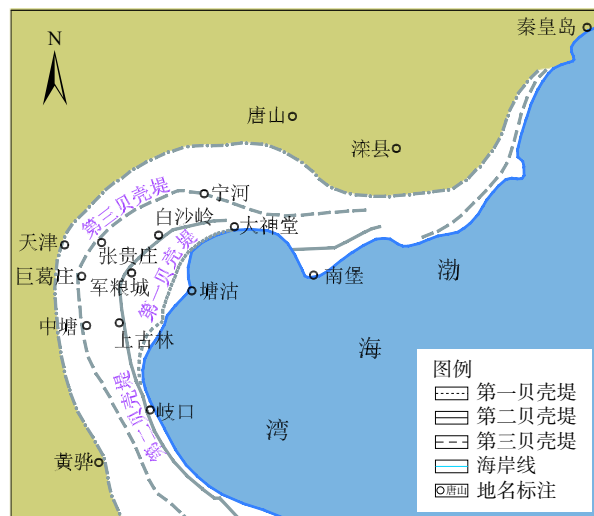 秦皇岛
N
唐山
滦县
宁河
第三贝壳堤
白沙岭
大神堂
天津
张贵庄
第一贝壳堤
渤
巨葛庄
军粮城
南堡
塘沽
中塘
上古林
海
图例
第一贝壳堤
第二贝壳堤
第三贝壳堤
海岸线
唐山 地名标注
第二贝壳堤
岐口
湾
黄骅